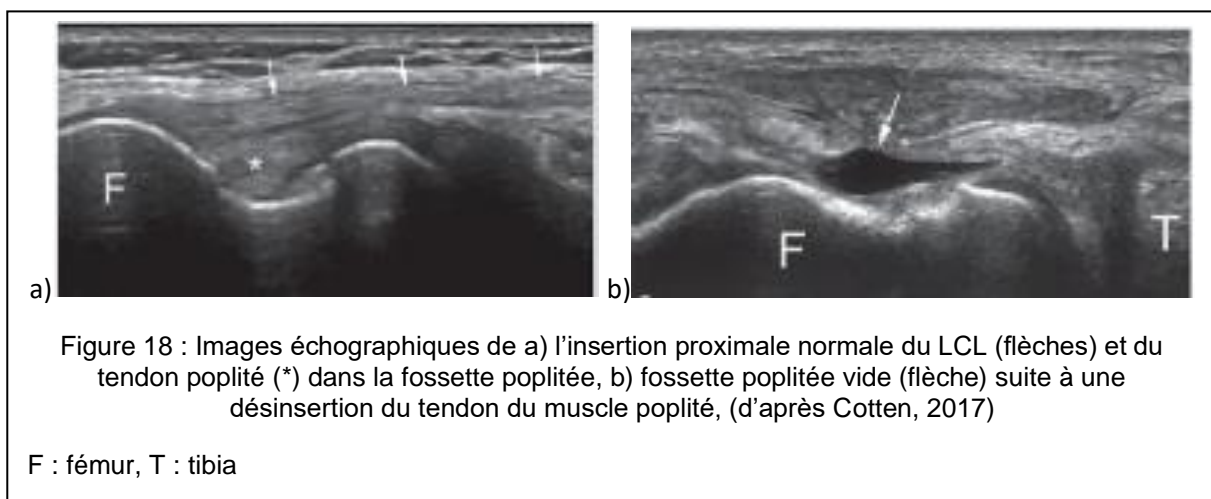 F
a)
F
T
b)
Figure 18 : Images échographiques de a) l’insertion proximale normale du LCL (flèches) et du
tendon poplité (*) dans la fossette poplitée, b) fossette poplitée vide (flèche) suite à une
désinsertion du tendon du muscle poplité, (d’après Cotten, 2017)
F : fémur, T : tibia